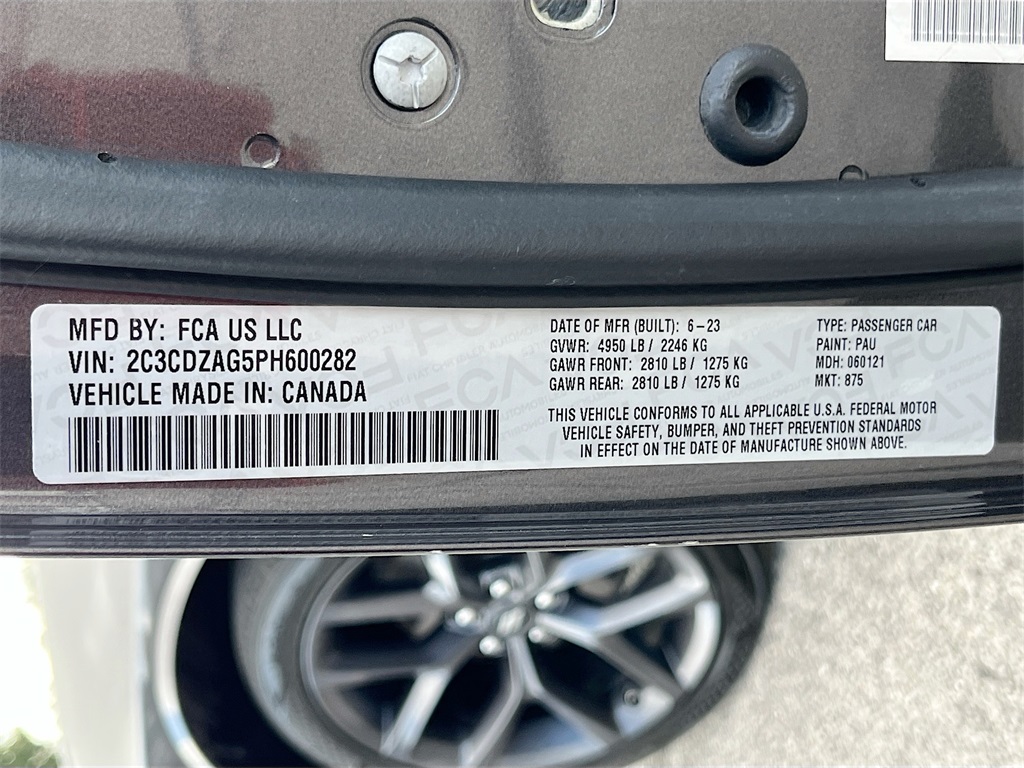 MFD BY: FCA US LLC
VIN: 2C3CDZAG5PH600282
VEHICLE MADE IN: CANADA
DATE OF MFR (BUILT): 6-23
GVWR: 4950 LB / 2246 KG
GAWR FRONT: 2810 LB / 1275 KG
GAWR REAR: 2810 LB / 1275 KG
TYPE: PASSENGER CAR
PAINT: PAU
MDH: 060121
MKT: 875
THIS VEHICLE CONFORMS TO ALL APPLICABLE U.S.A. FEDERAL MOTOR
VEHICLE SAFETY, BUMPER, AND THEFT PREVENTION STANDARDS
IN EFFECT ON THE DATE OF MANUFACTURE SHOWN ABOVE.